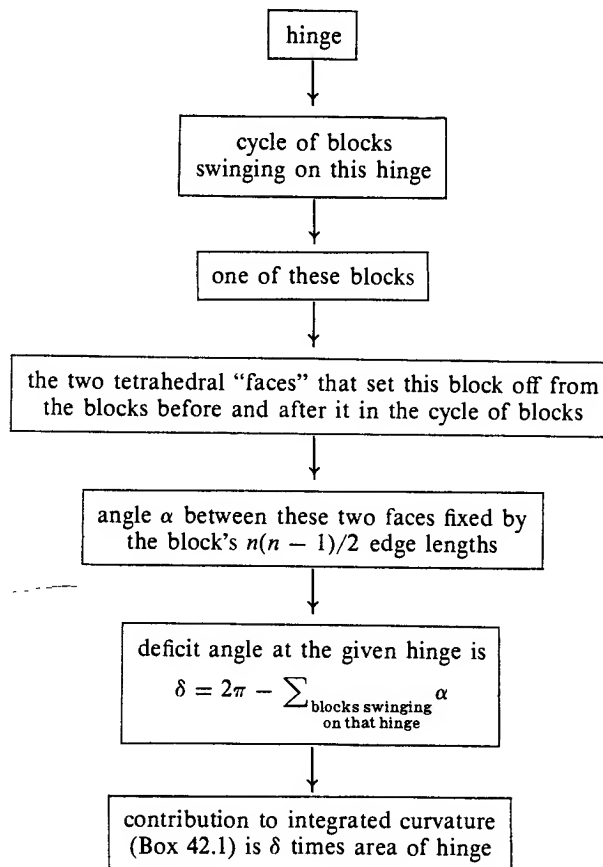 hinge
cycle of blocks
swinging on this hinge
one of these blocks
the two tetrahedral “faces” that set this block off from
the blocks before and after it in the cycle of blocks
angle α between these two faces fixed by
the block’s n(n − 1)/2 edge lengths
deficit angle at the given hinge is
δ = 2π − ∑ blocks swinging on that hinge α
contribution to integrated curvature
(Box 42.1) is δ times area of hinge